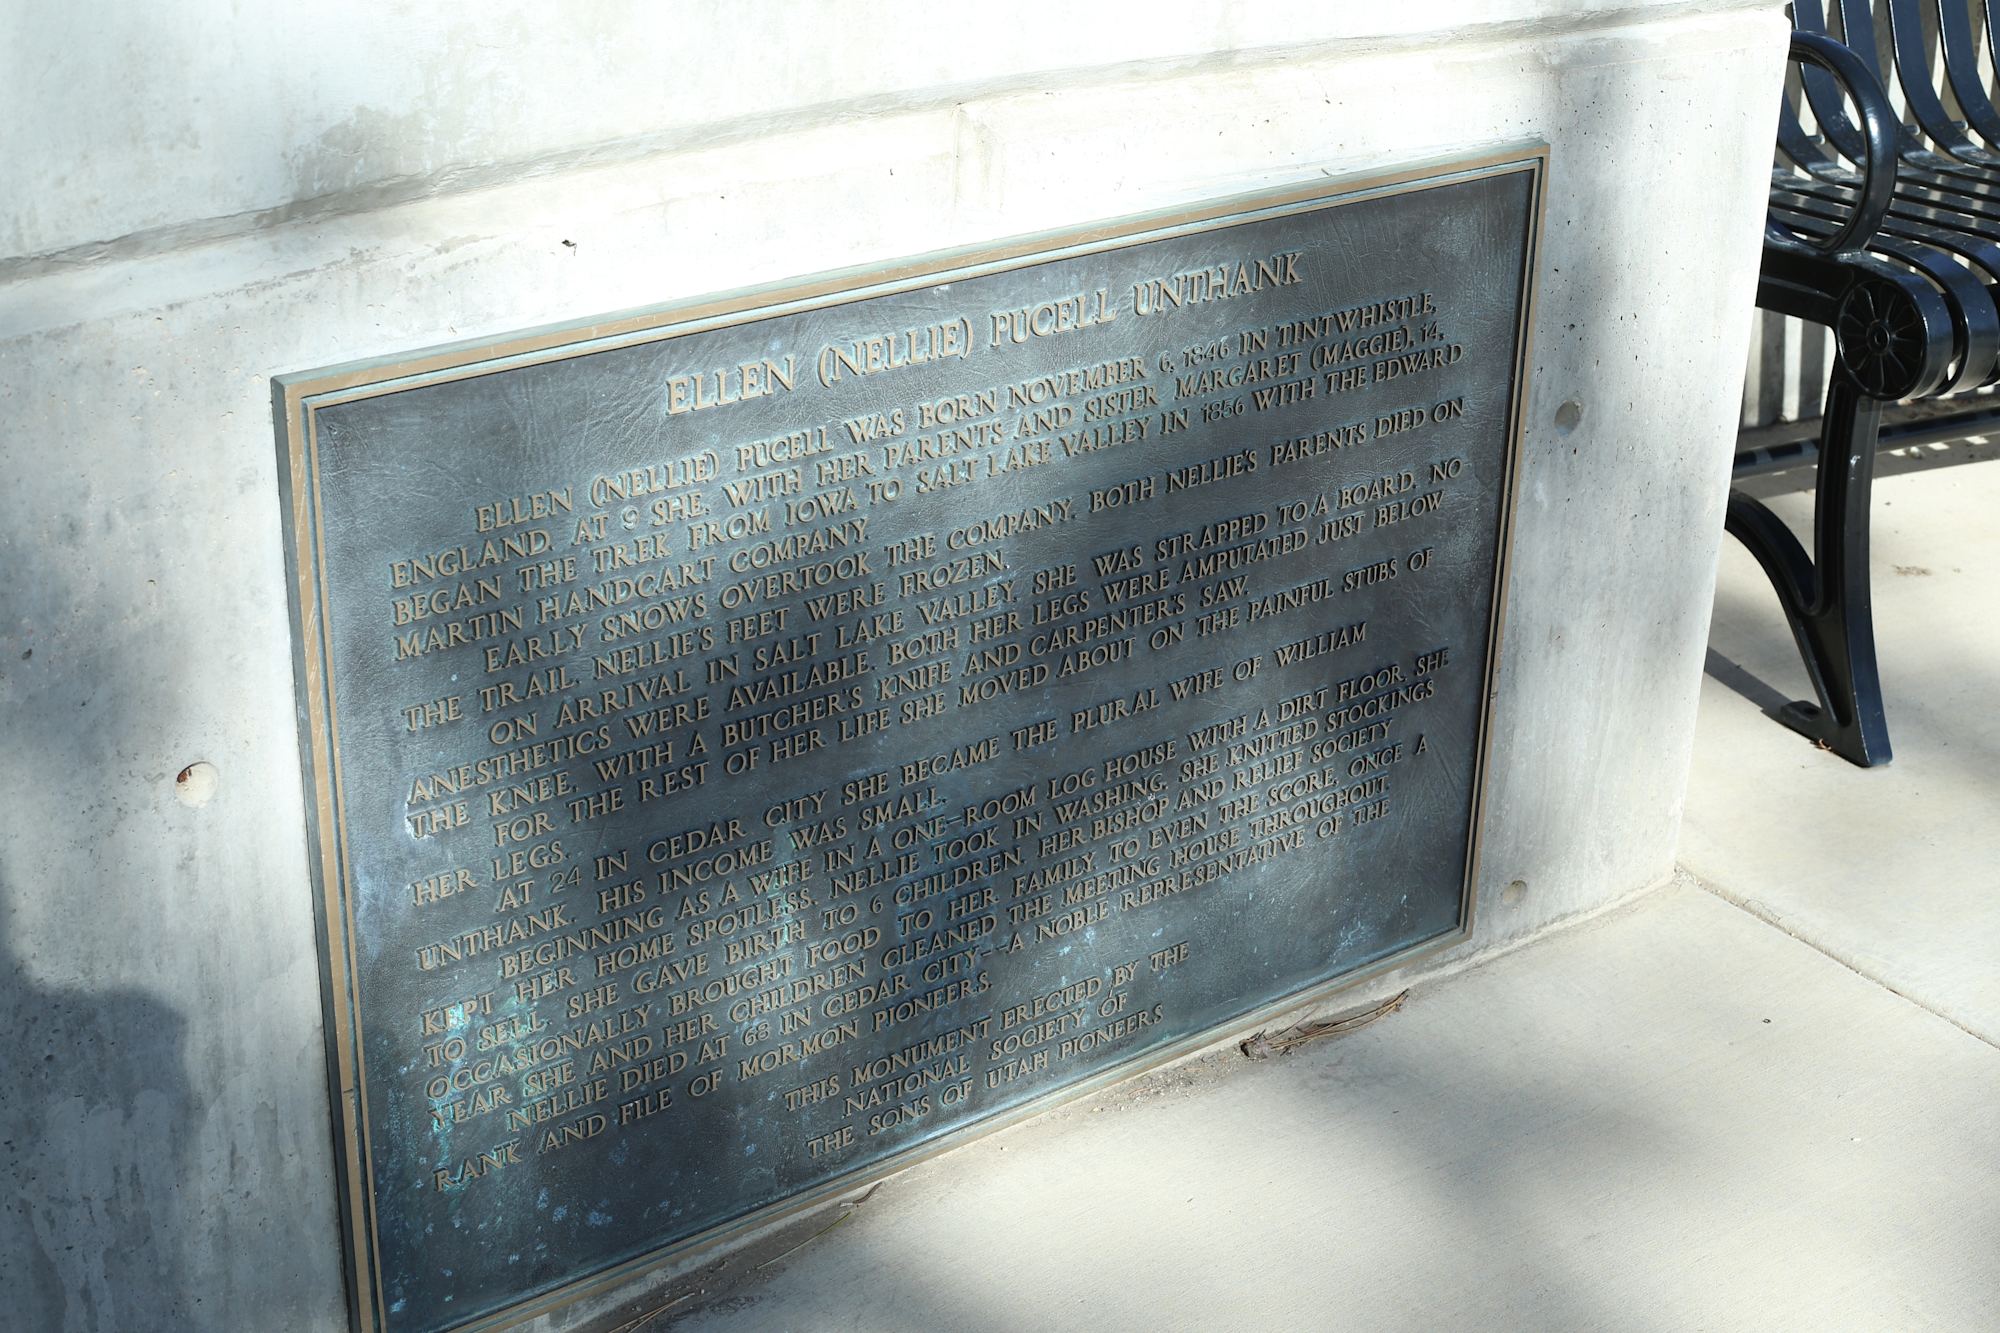 ELLEN (NELLIE) PUCELL UNTHANK
ELLEN (NELLIE) PUCELL WAS BORN NOVEMBER 6, 1846 IN TINTWHISTLE,
ENGLAND. AT 9 SHE, WITH HER PARENTS AND SISTER MARGARET (MAGGIE), 14,
BEGAN THE TREK FROM IOWA TO SALT LAKE VALLEY IN 1856 WITH THE EDWARD
MARTIN HANDCART COMPANY.
EARLY SNOWS OVERTOOK THE COMPANY. BOTH NELLIE'S PARENTS DIED ON
THE TRAIL. NELLIE'S FEET WERE FROZEN.
ON ARRIVAL IN SALT LAKE VALLEY SHE WAS STRAPPED TO A BOARD. NO
ANESTHETICS WERE AVAILABLE. BOTH HER LEGS WERE AMPUTATED JUST BELOW
THE KNEE, WITH A BUTCHER'S KNIFE AND CARPENTER'S SAW.
FOR THE REST OF HER LIFE SHE MOVED ABOUT ON THE PAINFUL STUBS OF
HER LEGS.
AT 24 IN CEDAR CITY SHE BECAME THE PLURAL WIFE OF WILLIAM
UNTHANK. HIS INCOME WAS SMALL.
BEGINNING AS A WIFE IN A ONE-ROOM LOG HOUSE WITH A DIRT FLOOR, SHE
KEPT HER HOME SPOTLESS. NELLIE TOOK IN WASHING. SHE KNITTED STOCKINGS
TO SELL. SHE GAVE BIRTH TO 6 CHILDREN. HER BISHOP AND RELIEF SOCIETY
OCCASIONALLY BROUGHT FOOD TO HER FAMILY. TO EVEN THE SCORE, ONCE A
YEAR SHE AND HER CHILDREN CLEANED THE MEETING HOUSE THROUGHOUT.
NELLIE DIED AT 68 IN CEDAR CITY--A NOBLE REPRESENTATIVE OF THE
RANK AND FILE OF MORMON PIONEERS.
THIS MONUMENT ERECTED BY THE
NATIONAL SOCIETY OF
THE SONS OF UTAH PIONEERS